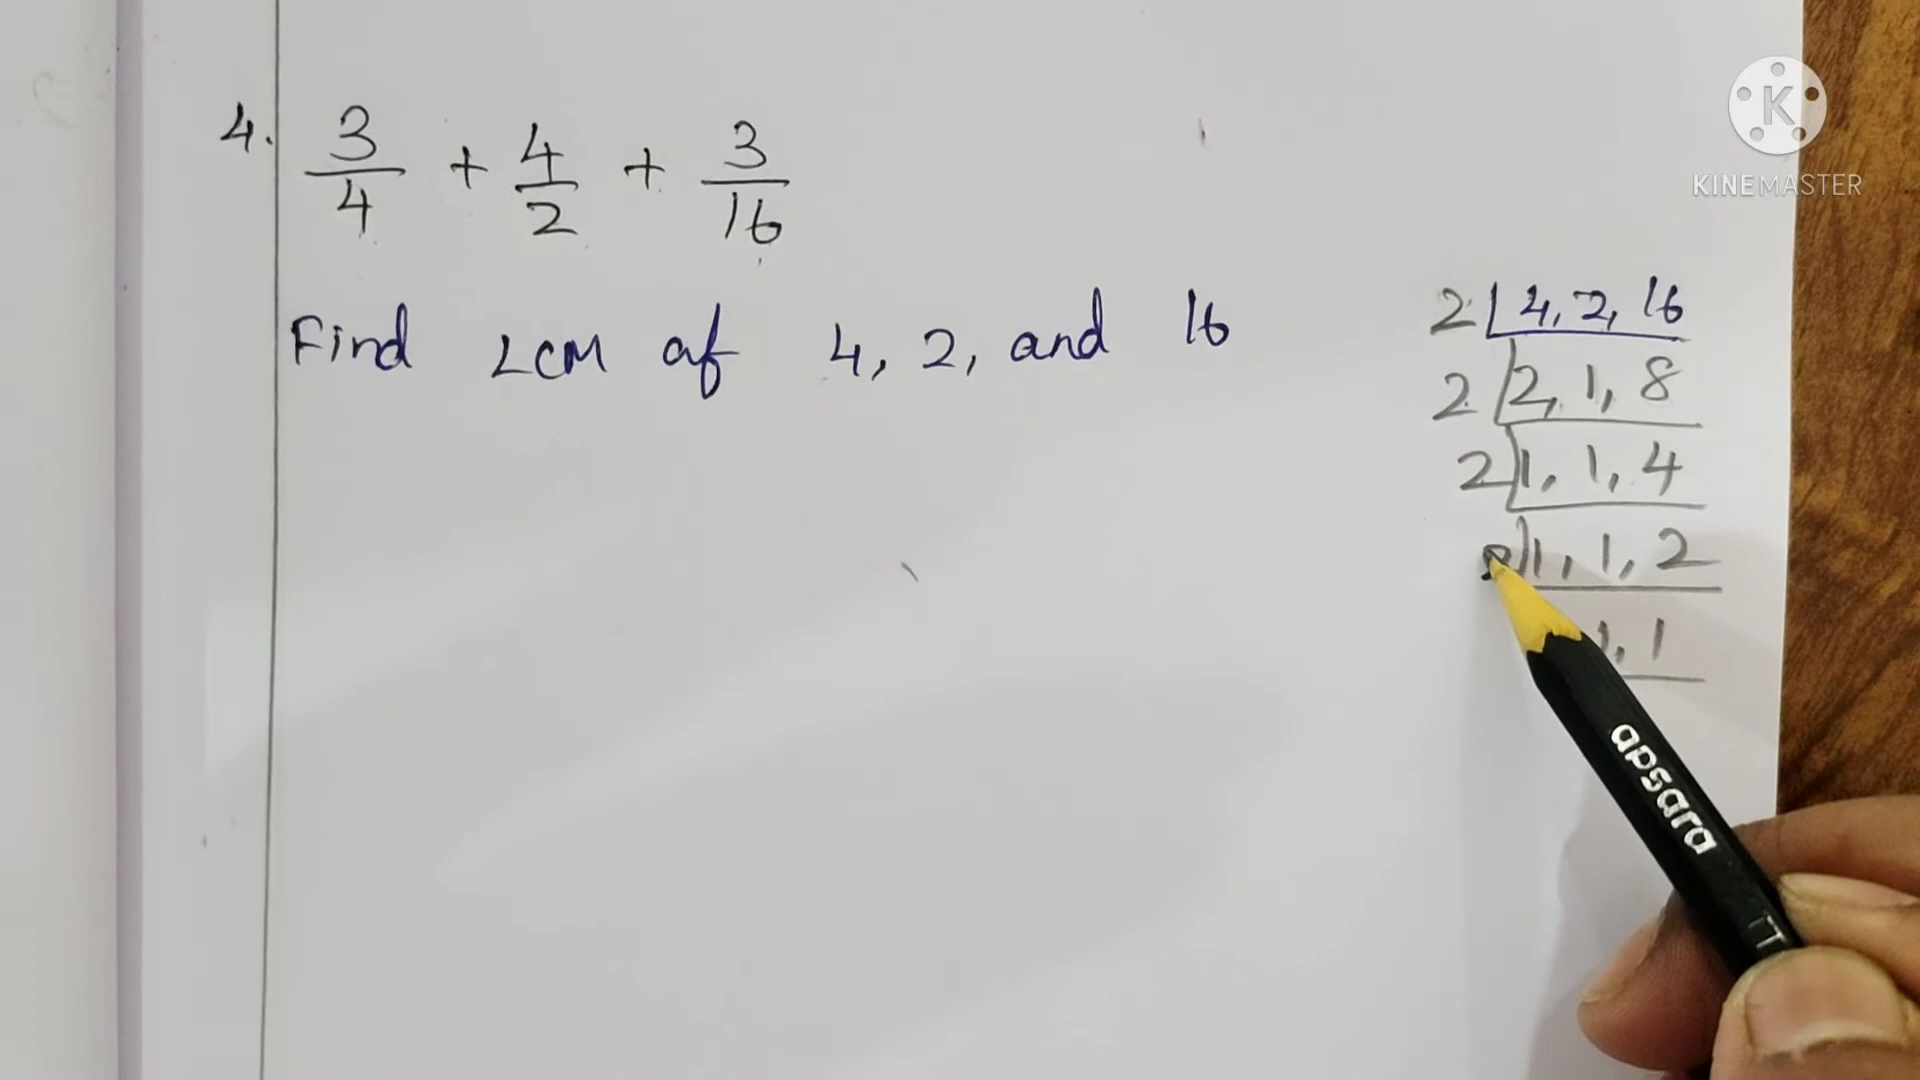 4. 3/4 + 4/2 + 3/16
Find LCM of 4, 2, and 16
2 | 4, 2, 16
2 | 2, 1, 8
2 | 1, 1, 4
2 | 1, 1, 2
1, 1
KINEMASTER
apsara